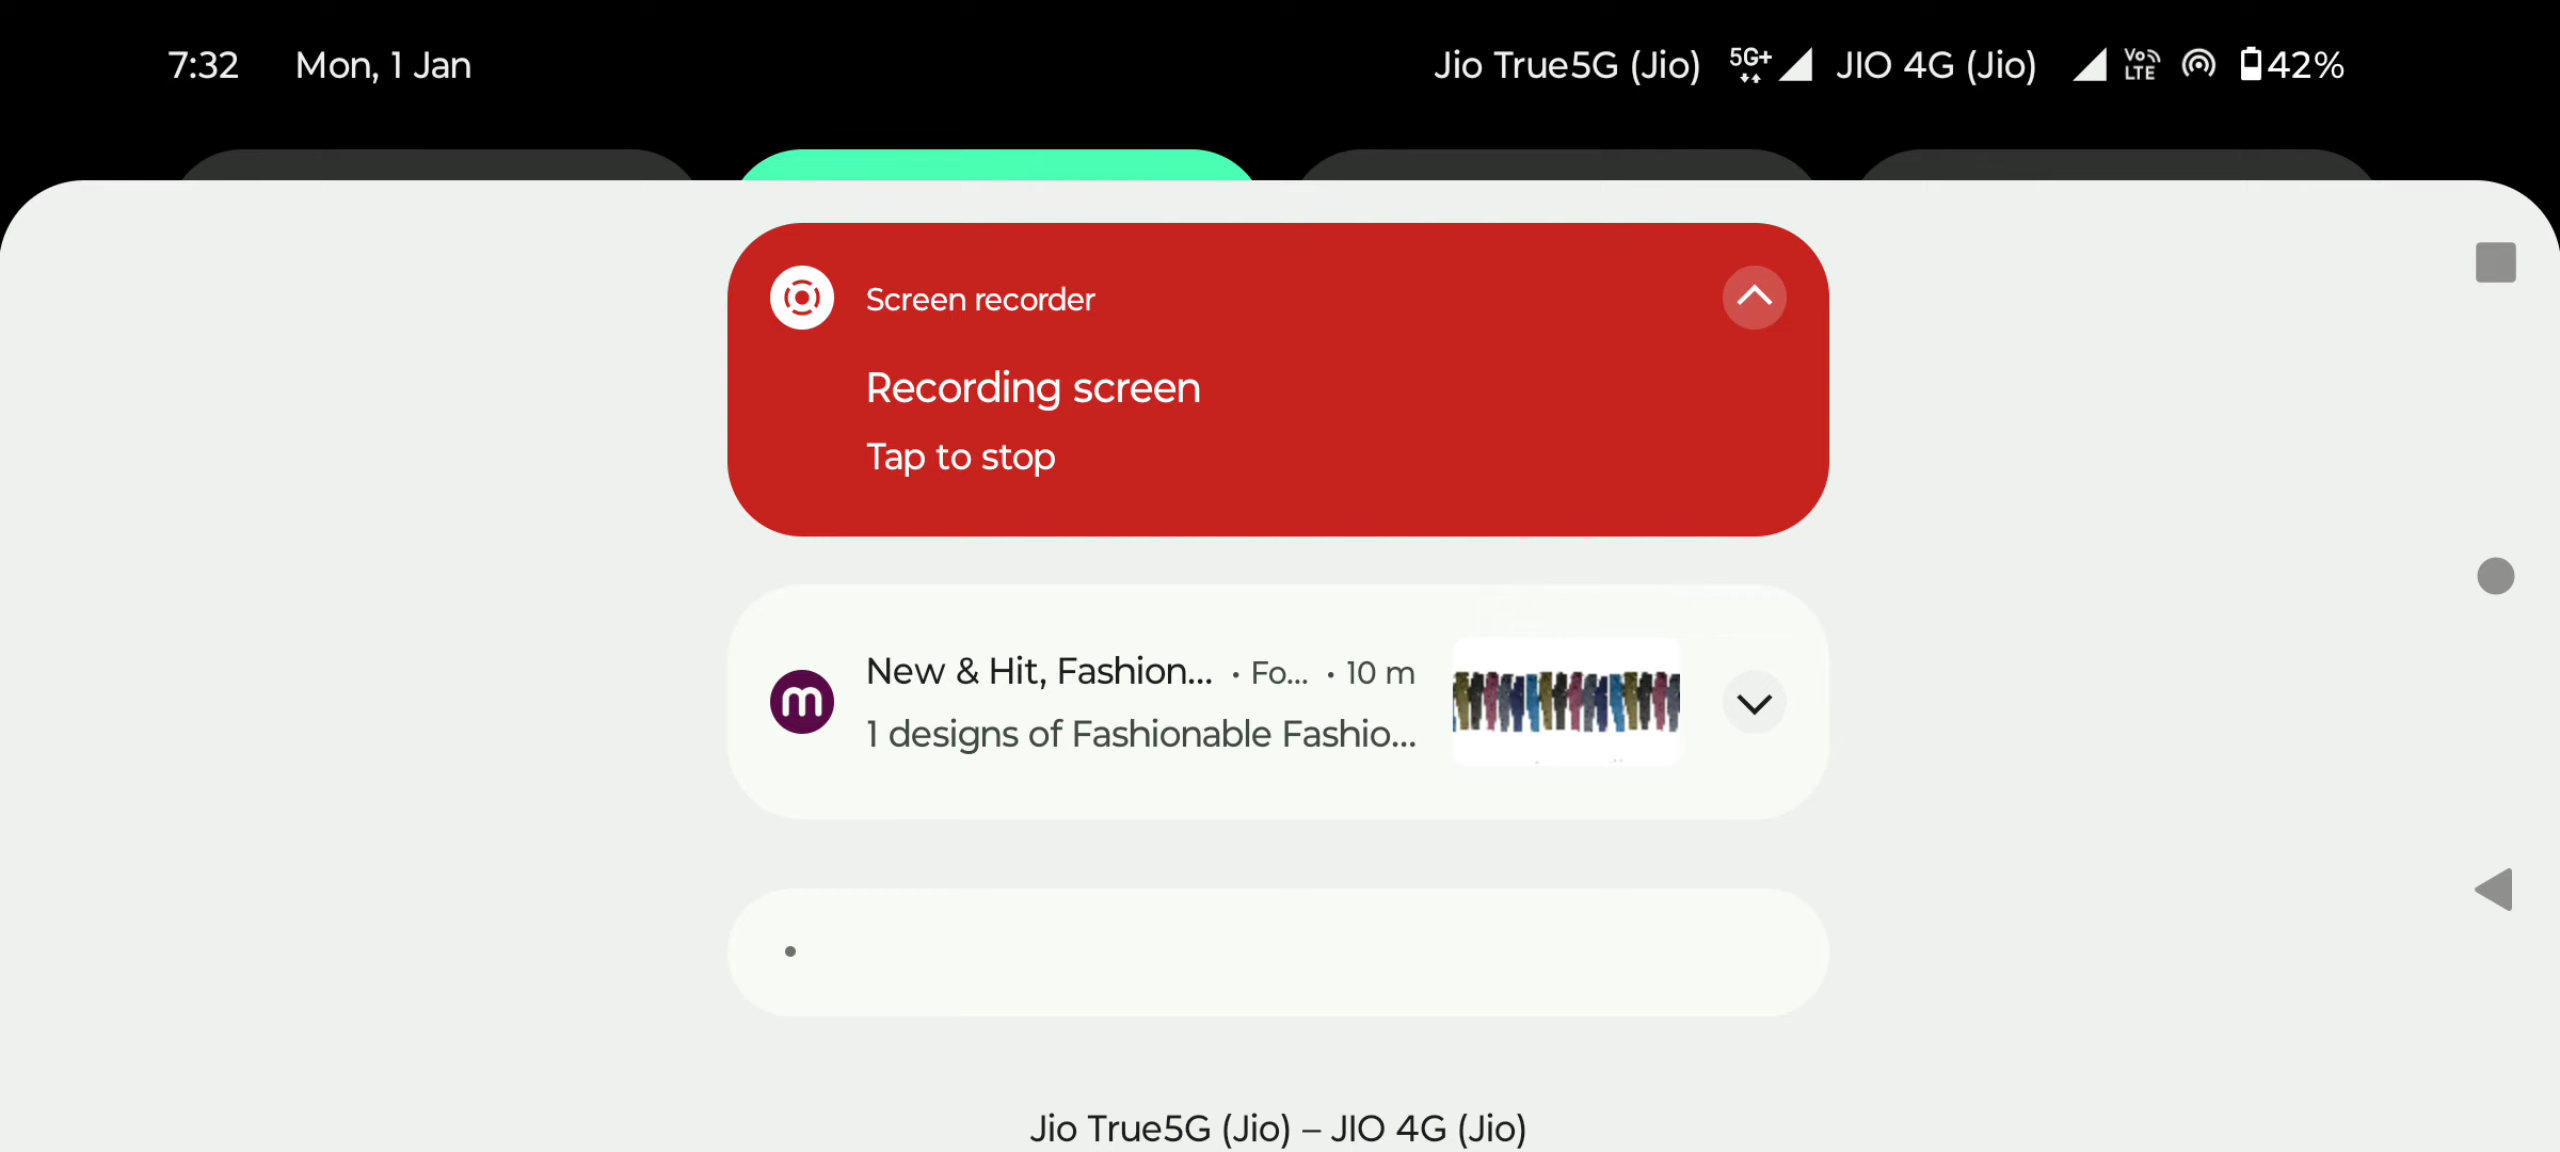 7:32 Mon, 1 Jan Jio True5G (Jio) 5G+ JIO 4G (Jio) Vo LTE 42%
Screen recorder
Recording screen
Tap to stop
New & Hit, Fashion... • Fo... • 10 m
m
1 designs of Fashionable Fashio...
Jio True5G (Jio) – JIO 4G (Jio)